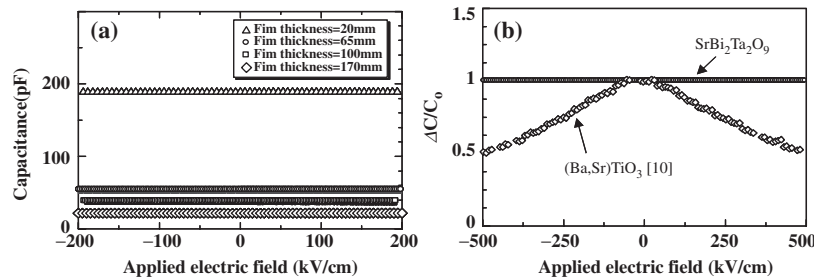 (a)
Fim thickness=20mm
Fim thickness=65mm
Fim thickness=100mm
Fim thickness=170mm
Capacitance(pF)
200
100
0
−200
−100
0
100
200
Applied electric field (kV/cm)
(b)
SrBi2Ta2O9
(Ba,Sr)TiO3 [10]
ΔC/Co
1.5
1
0.5
0
−500
−250
0
250
500
Applied electric field (kV/cm)